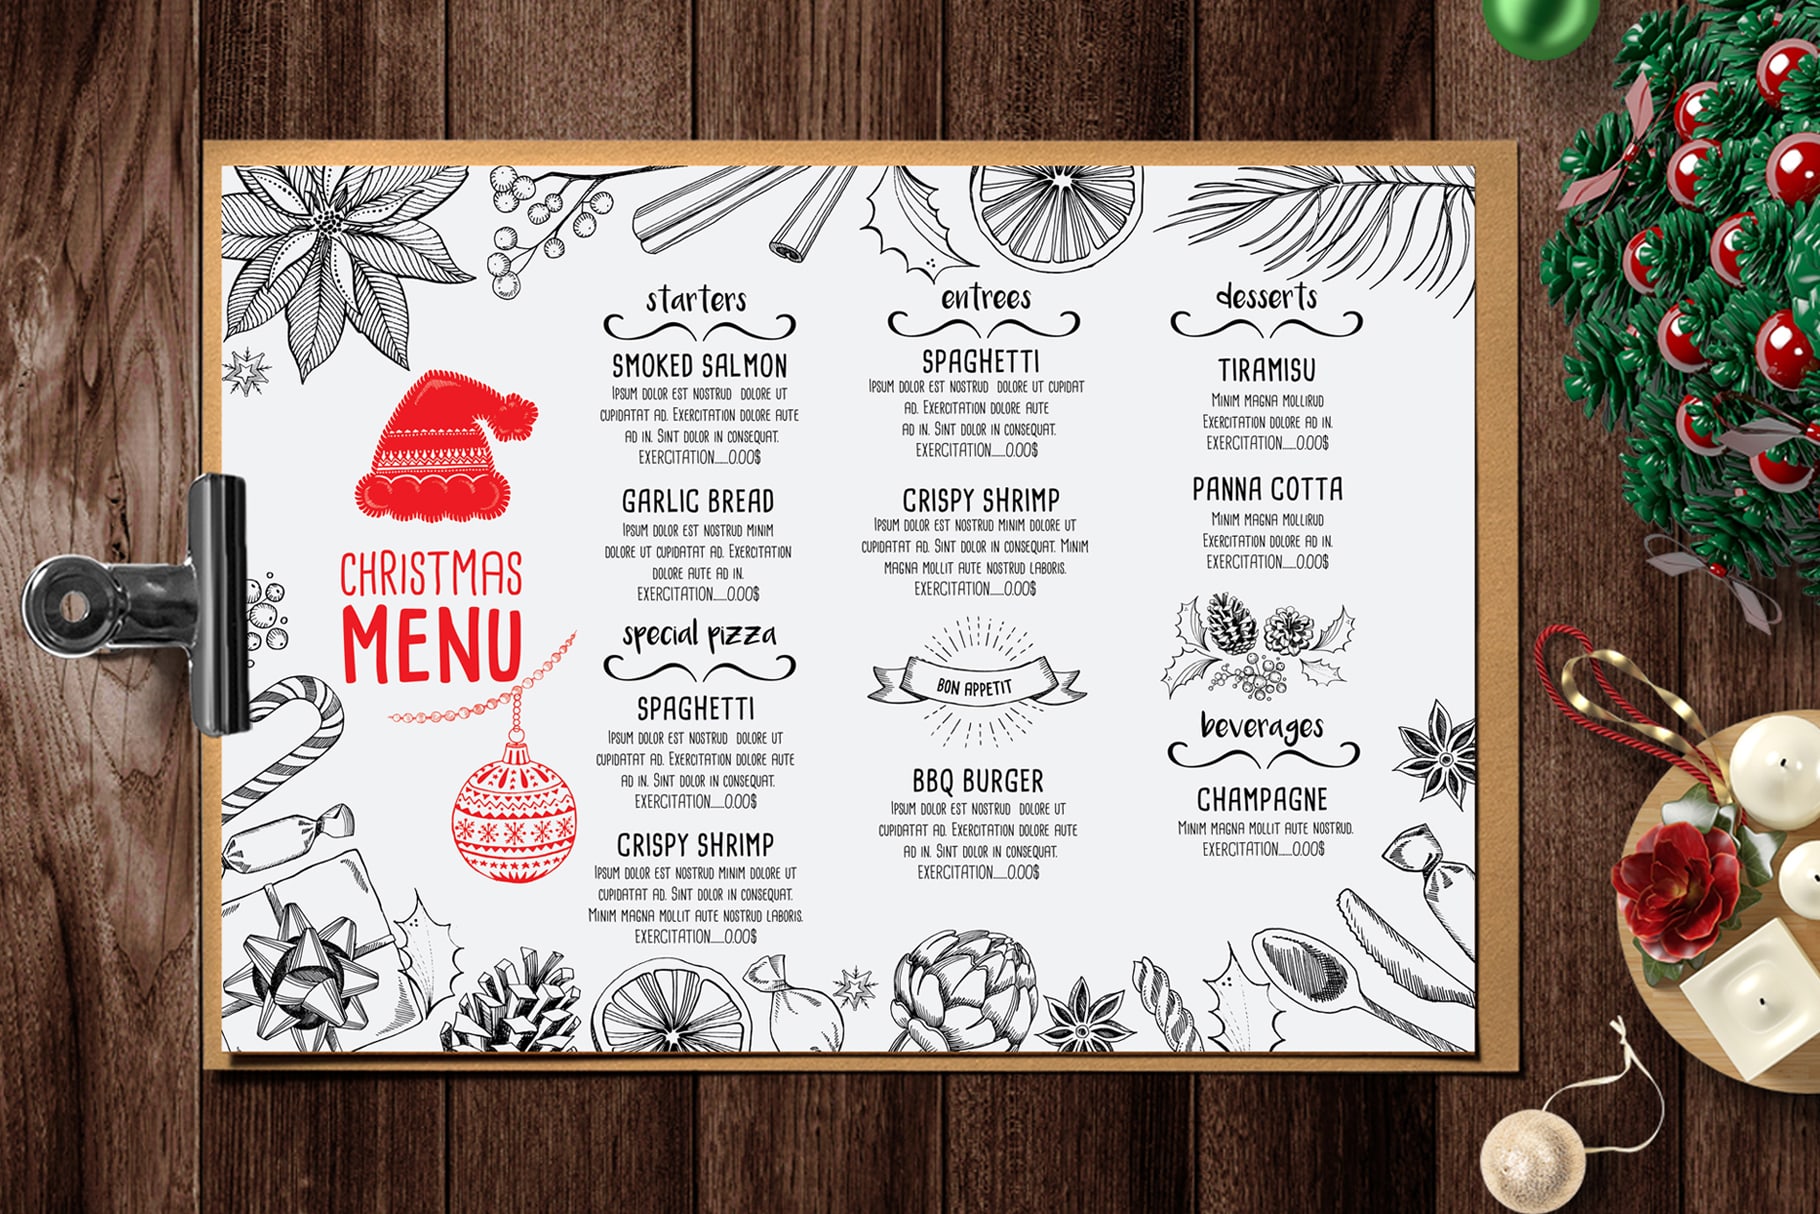 CHRISTMAS
MENU
starters
SMOKED SALMON
IPSUM DOLOR EST NOSTRUD DOLORE UT
CUPIDATAT AD. EXERCITATION DOLORE AUTE
AD IN. SINT DOLOR IN CONSEQUAT.
EXERCITATION......0.00$
GARLIC BREAD
IPSUM DOLOR EST NOSTRUD MINIM
DOLORE UT CUPIDATAT AD. EXERCITATION
DOLORE AUTE AD IN.
EXERCITATION......0.00$
special pizza
SPAGHETTI
IPSUM DOLOR EST NOSTRUD DOLORE UT
CUPIDATAT AD. EXERCITATION DOLORE AUTE
AD IN. SINT DOLOR IN CONSEQUAT.
EXERCITATION......0.00$
CRISPY SHRIMP
IPSUM DOLOR EST NOSTRUD MINIM DOLORE UT
CUPIDATAT AD. SINT DOLOR IN CONSEQUAT.
MINIM MAGNA MOLLIT AUTE NOSTRUD LABORIS.
EXERCITATION......0.00$
entrees
SPAGHETTI
IPSUM DOLOR EST NOSTRUD DOLORE UT CUPIDAT
AD. EXERCITATION DOLORE AUTE
AD IN. SINT DOLOR IN CONSEQUAT.
EXERCITATION......0.00$
CRISPY SHRIMP
IPSUM DOLOR EST NOSTRUD MINIM DOLORE UT
CUPIDATAT AD. SINT DOLOR IN CONSEQUAT. MINIM
MAGNA MOLLIT AUTE NOSTRUD LABORIS.
EXERCITATION......0.00$
BON APPETIT
BBQ BURGER
IPSUM DOLOR EST NOSTRUD DOLORE UT
CUPIDATAT AD. EXERCITATION DOLORE AUTE
AD IN. SINT DOLOR IN CONSEQUAT.
EXERCITATION......0.00$
desserts
TIRAMISU
MINIM MAGNA MOLLIRUD
EXERCITATION DOLORE AD IN.
EXERCITATION......0.00$
PANNA COTTA
MINIM MAGNA MOLLIRUD
EXERCITATION DOLORE AD IN.
EXERCITATION......0.00$
beverages
CHAMPAGNE
MINIM MAGNA MOLLIT AUTE NOSTRUD.
EXERCITATION......0.00$